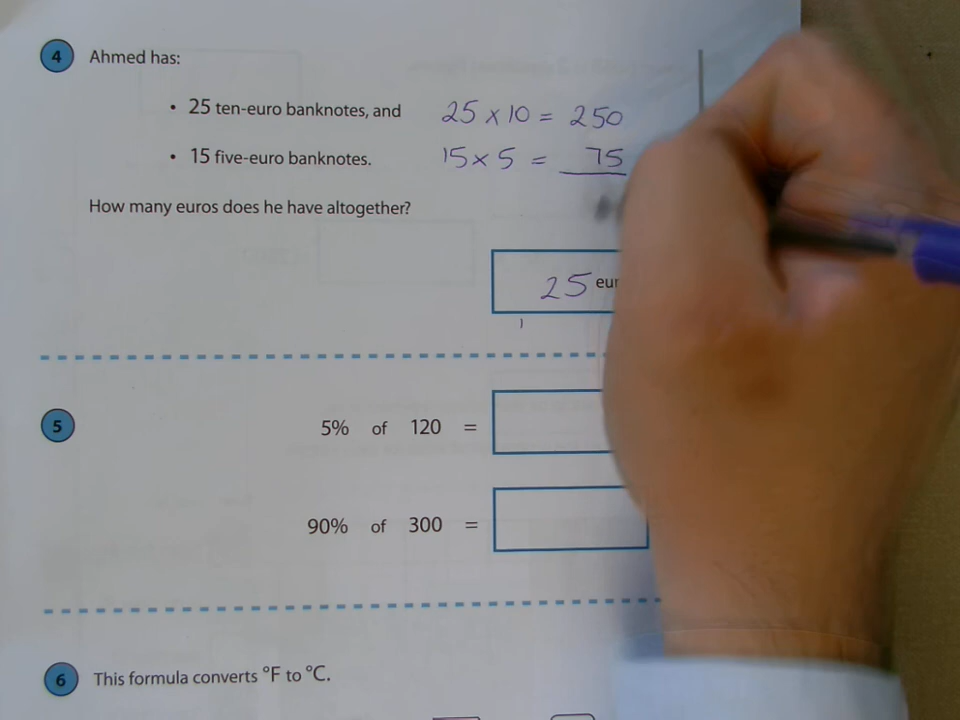 4 Ahmed has:
• 25 ten-euro banknotes, and 25 x 10 = 250
• 15 five-euro banknotes. 15 x 5 = 75
How many euros does he have altogether?
25 eur
5 5% of 120 =
90% of 300 =
6 This formula converts °F to °C.